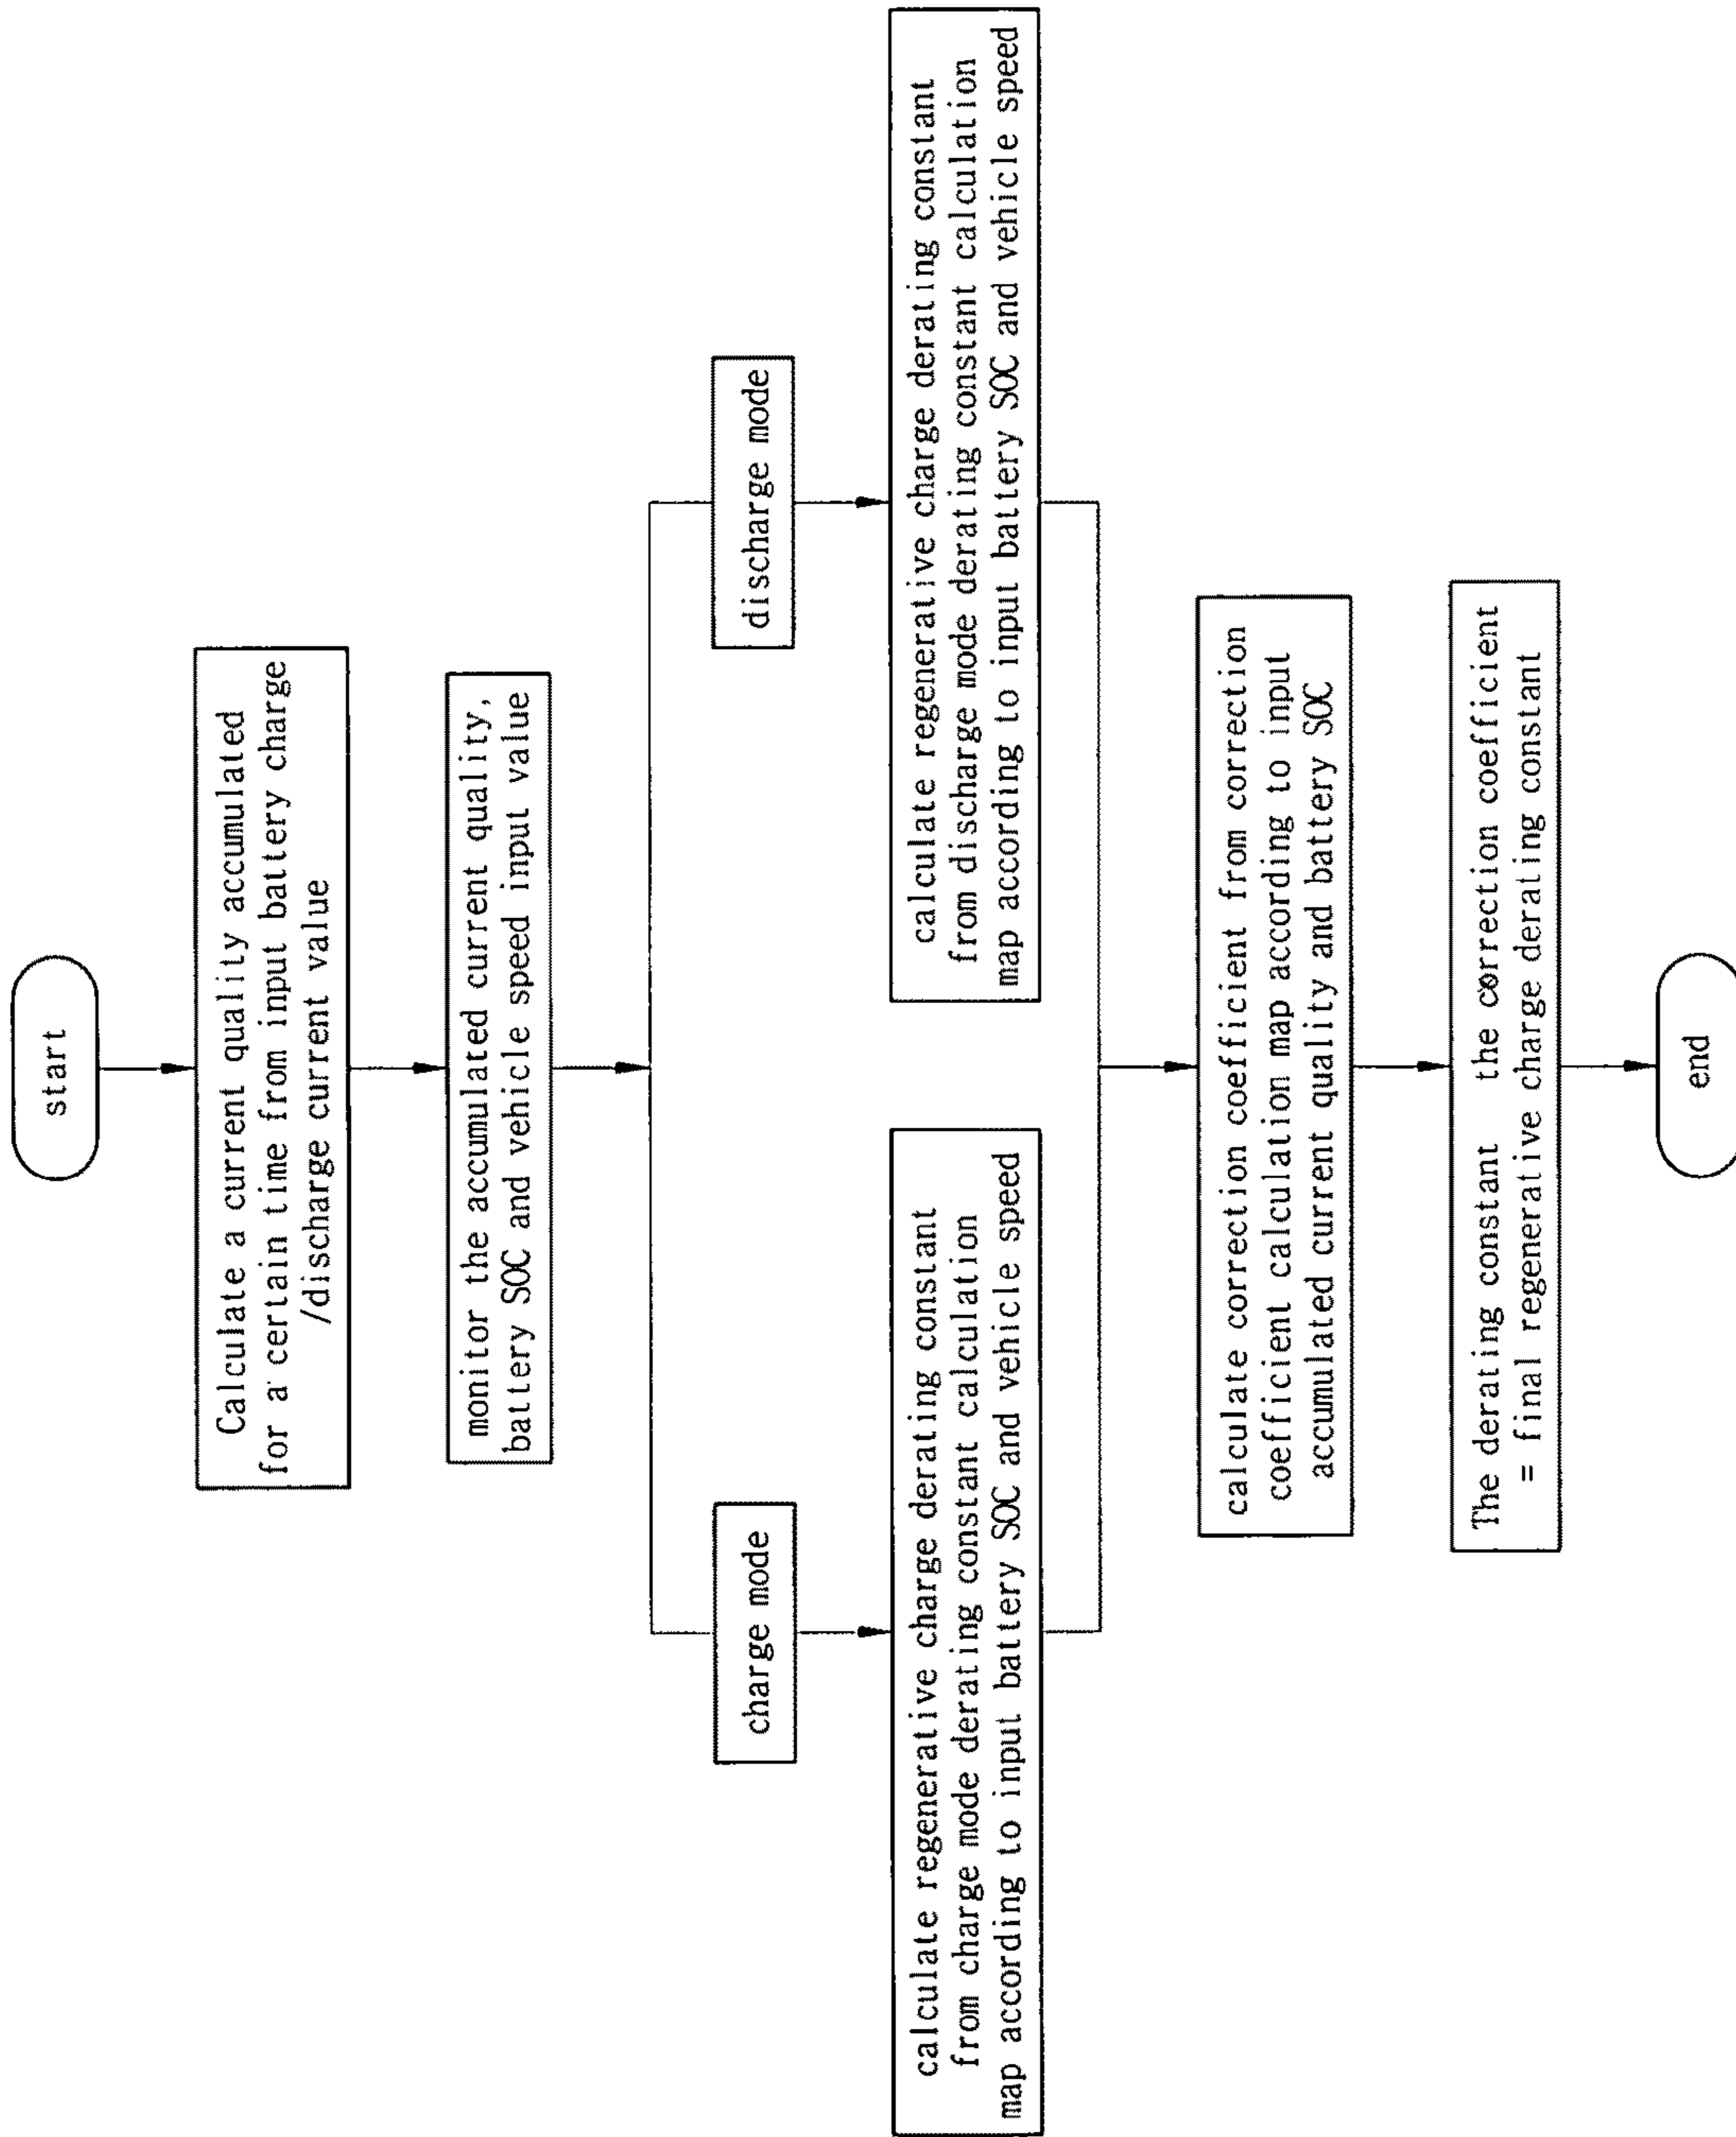 start
Calculate a current quality accumulated
for a certain time from input battery charge
/discharge current value
monitor the accumulated current quality,
battery SOC and vehicle speed input value
charge mode
discharge mode
calculate regenerative charge derating constant
from charge mode derating constant calculation
map according to input battery SOC and vehicle speed
calculate regenerative charge derating constant
from discharge mode derating constant calculation
map according to input battery SOC and vehicle speed
calculate correction coefficient from correction
coefficient calculation map according to input
accumulated current quality and battery SOC
The derating constant the correction coefficient
= final regenerative charge derating constant
end